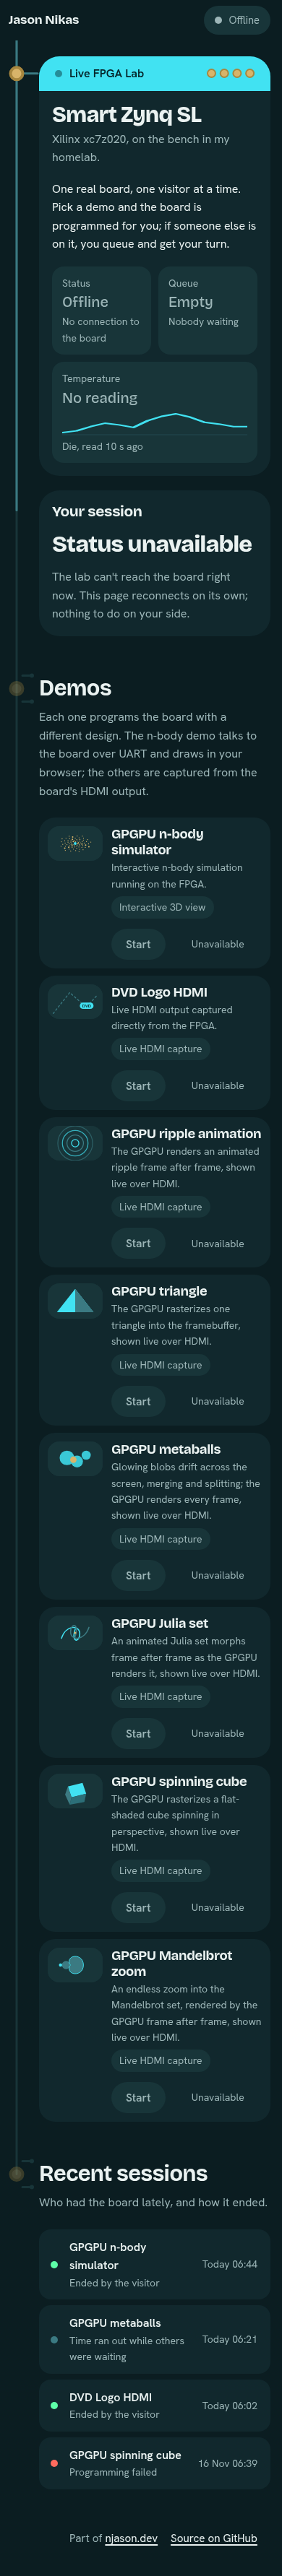 Jason Nikas
Offline
Live FPGA Lab
Smart Zynq SL
Xilinx xc7z020, on the bench in my
homelab.
One real board, one visitor at a time.
Pick a demo and the board is
programmed for you; if someone else is
on it, you queue and get your turn.
Status
Offline
No connection to
the board
Queue
Empty
Nobody waiting
Temperature
No reading
Die, read 10 s ago
Your session
Status unavailable
The lab can't reach the board right
now. This page reconnects on its own;
nothing to do on your side.
Demos
Each one programs the board with a
different design. The n-body demo talks to
the board over UART and draws in your
browser; the others are captured from the
board's HDMI output.
GPGPU n-body
simulator
Interactive n-body simulation
running on the FPGA.
Interactive 3D view
Start
Unavailable
DVD
DVD Logo HDMI
Live HDMI output captured
directly from the FPGA.
Live HDMI capture
Start
Unavailable
GPGPU ripple animation
The GPGPU renders an animated
ripple frame after frame, shown
live over HDMI.
Live HDMI capture
Start
Unavailable
GPGPU triangle
The GPGPU rasterizes one
triangle into the framebuffer,
shown live over HDMI.
Live HDMI capture
Start
Unavailable
GPGPU metaballs
Glowing blobs drift across the
screen, merging and splitting; the
GPGPU renders every frame,
shown live over HDMI.
Live HDMI capture
Start
Unavailable
GPGPU Julia set
An animated Julia set morphs
frame after frame as the GPGPU
renders it, shown live over HDMI.
Live HDMI capture
Start
Unavailable
GPGPU spinning cube
The GPGPU rasterizes a flat-
shaded cube spinning in
perspective, shown live over
HDMI.
Live HDMI capture
Start
Unavailable
GPGPU Mandelbrot
zoom
An endless zoom into the
Mandelbrot set, rendered by the
GPGPU frame after frame, shown
live over HDMI.
Live HDMI capture
Start
Unavailable
Recent sessions
Who had the board lately, and how it ended.
GPGPU n-body
simulator
Ended by the visitor
Today 06:44
GPGPU metaballs
Time ran out while others
were waiting
Today 06:21
DVD Logo HDMI
Ended by the visitor
Today 06:02
GPGPU spinning cube
Programming failed
16 Nov 06:39
Part of njason.dev
Source on GitHub